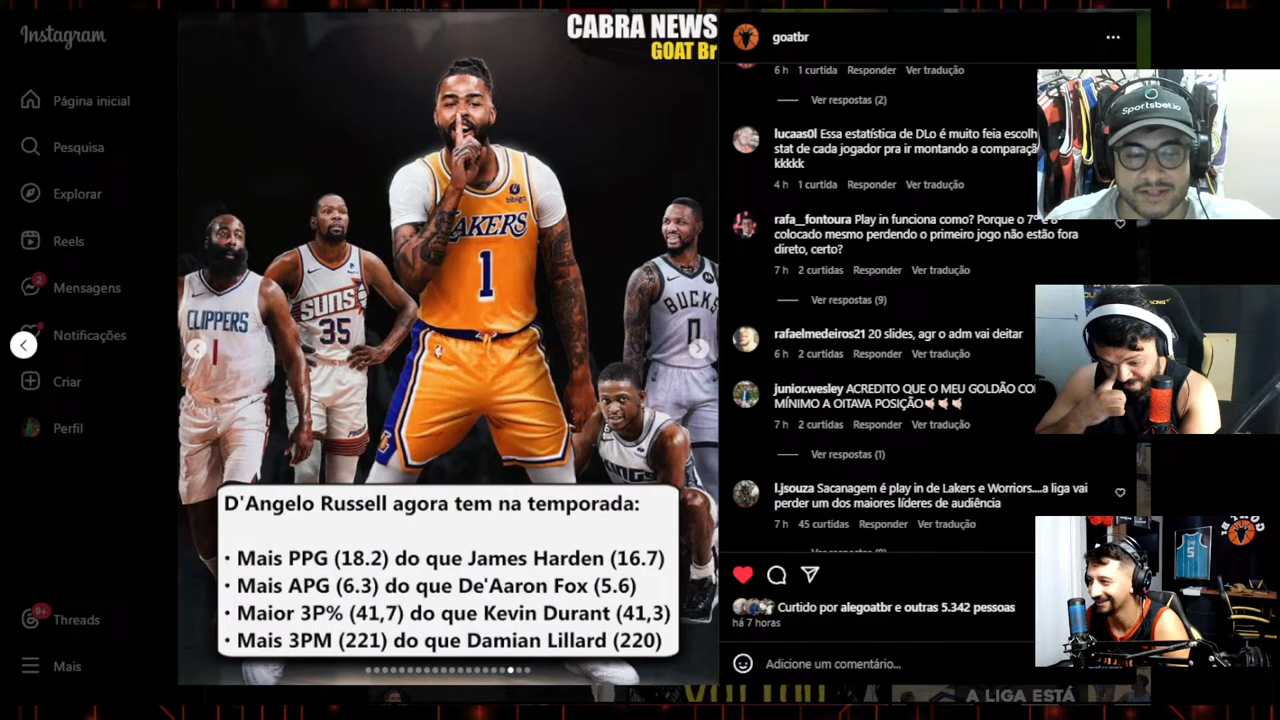 Instagram
Página inicial
Pesquisa
Explorar
Reels
2
Mensagens
Notificações
Criar
Perfil
9+
Threads
Mais
CABRA NEWS
GOAT Br
bibigo
LAKERS
1
CLIPPERS
1
SUNS
35
BUCKS
0
KINGS
D'Angelo Russell agora tem na temporada:
• Mais PPG (18.2) do que James Harden (16.7)
• Mais APG (6.3) do que De'Aaron Fox (5.6)
• Maior 3P% (41,7) do que Kevin Durant (41,3)
• Mais 3PM (221) do que Damian Lillard (220)
goatbr
6 h 1 curtida Responder Ver tradução
Ver respostas (2)
lucaas0l Essa estatística de DLo é muito feia escolh
stat de cada jogador pra ir montando a comparaçã
kkkkk
4 h 1 curtida Responder Ver tradução
rafa__fontoura Play in funciona como? Porque o 7º e 8º
colocado mesmo perdendo o primeiro jogo não estão fora
direto, certo?
7 h 2 curtidas Responder Ver tradução
Ver respostas (9)
rafaelmedeiros21 20 slides, agr o adm vai deitar
6 h 2 curtidas Responder Ver tradução
junior.wesley ACREDITO QUE O MEU GOLDÃO CO
MÍNIMO A OITAVA POSIÇÃO👈🏻👈🏻👈🏻
7 h 2 curtidas Responder Ver tradução
Ver respostas (1)
l.jsouza Sacanagem é play in de Lakers e Worriors....a liga vai
perder um dos maiores líderes de audiência
7 h 45 curtidas Responder Ver tradução
Curtido por alegoatbr e outras 5.342 pessoas
há 7 horas
Adicione um comentário...
Sportsbet.io
GOAT BR
5
A LIGA ESTÁ